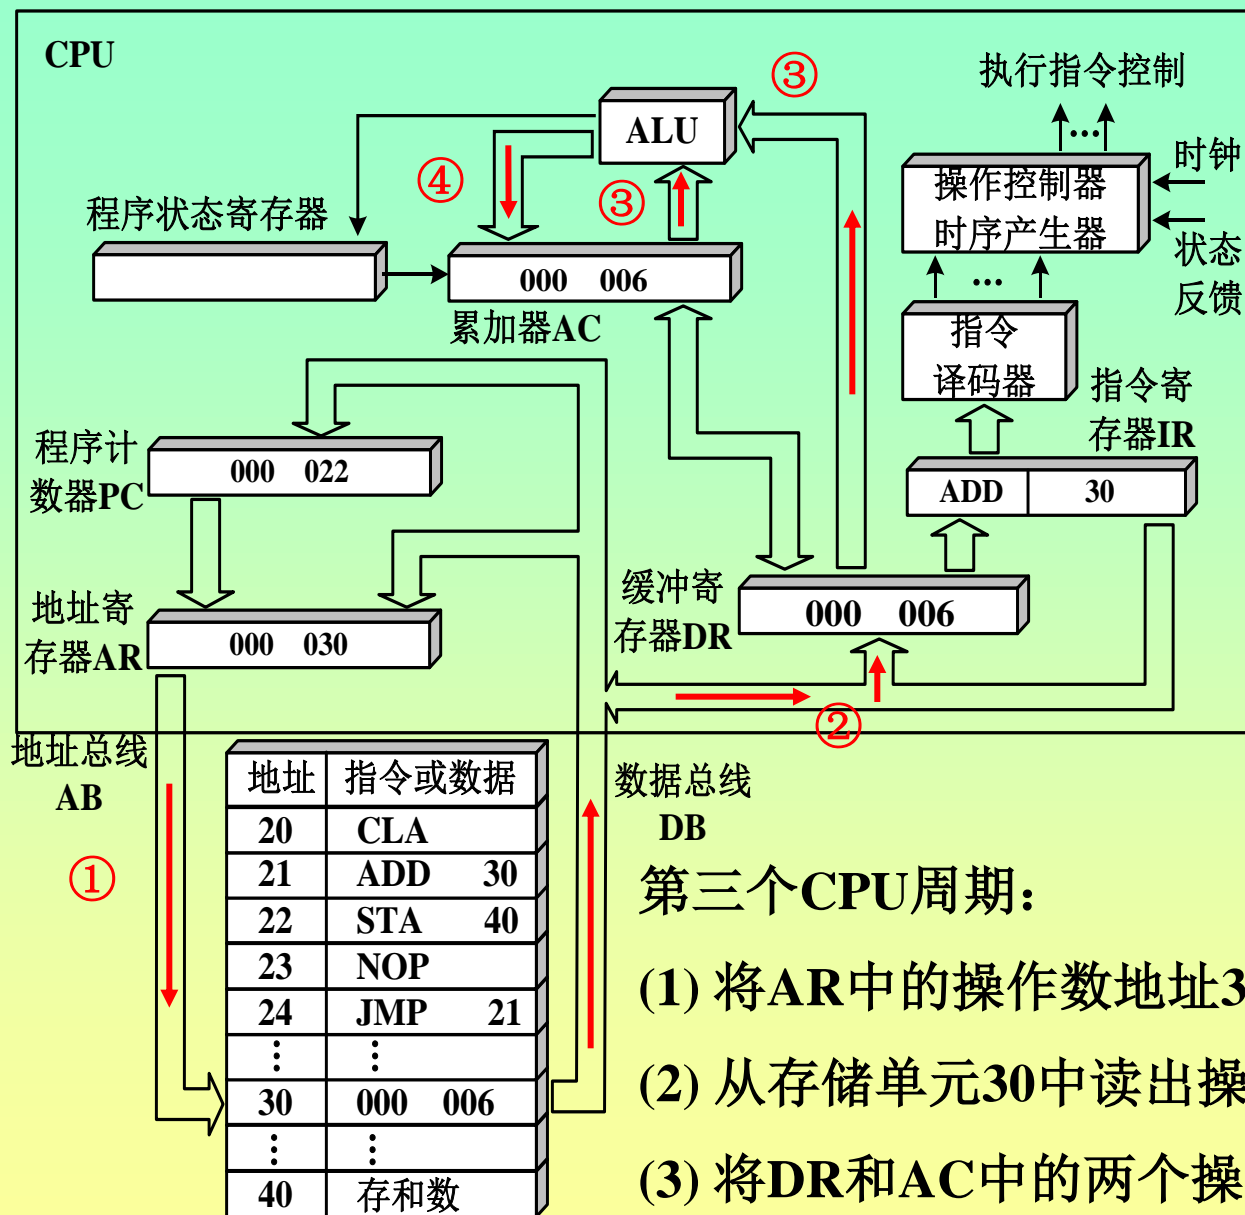 CPU
③
执行指令控制
...
ALU
时钟
④
③
操作控制器
时序产生器
程序状态寄存器
状态
反馈
000 006
...
累加器AC
指令
译码器
指令寄
存器IR
程序计
数器PC
000 022
ADD 30
缓冲寄
存器DR
000 006
地址寄
存器AR
000 030
②
地址总线
AB
数据总线
DB
①
地址 指令或数据
20 CLA
21 ADD 30
22 STA 40
23 NOP
24 JMP 21
⋮ ⋮
30 000 006
⋮ ⋮
40 存和数
第三个CPU周期：
(1) 将AR中的操作数地址3
(2) 从存储单元30中读出操
(3) 将DR和AC中的两个操